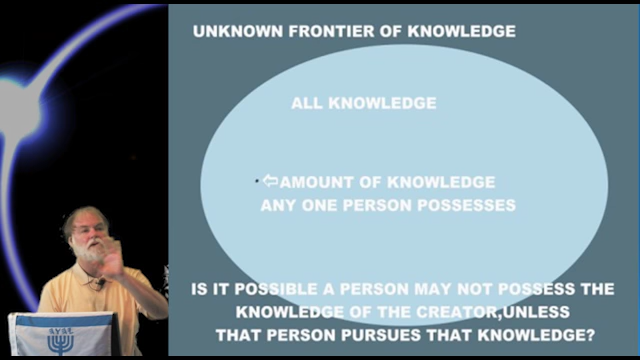 UNKNOWN FRONTIER OF KNOWLEDGE
ALL KNOWLEDGE
⇦AMOUNT OF KNOWLEDGE
ANY ONE PERSON POSSESSES
IS IT POSSIBLE A PERSON MAY NOT POSSESS THE
KNOWLEDGE OF THE CREATOR,UNLESS
THAT PERSON PURSUES THAT KNOWLEDGE?